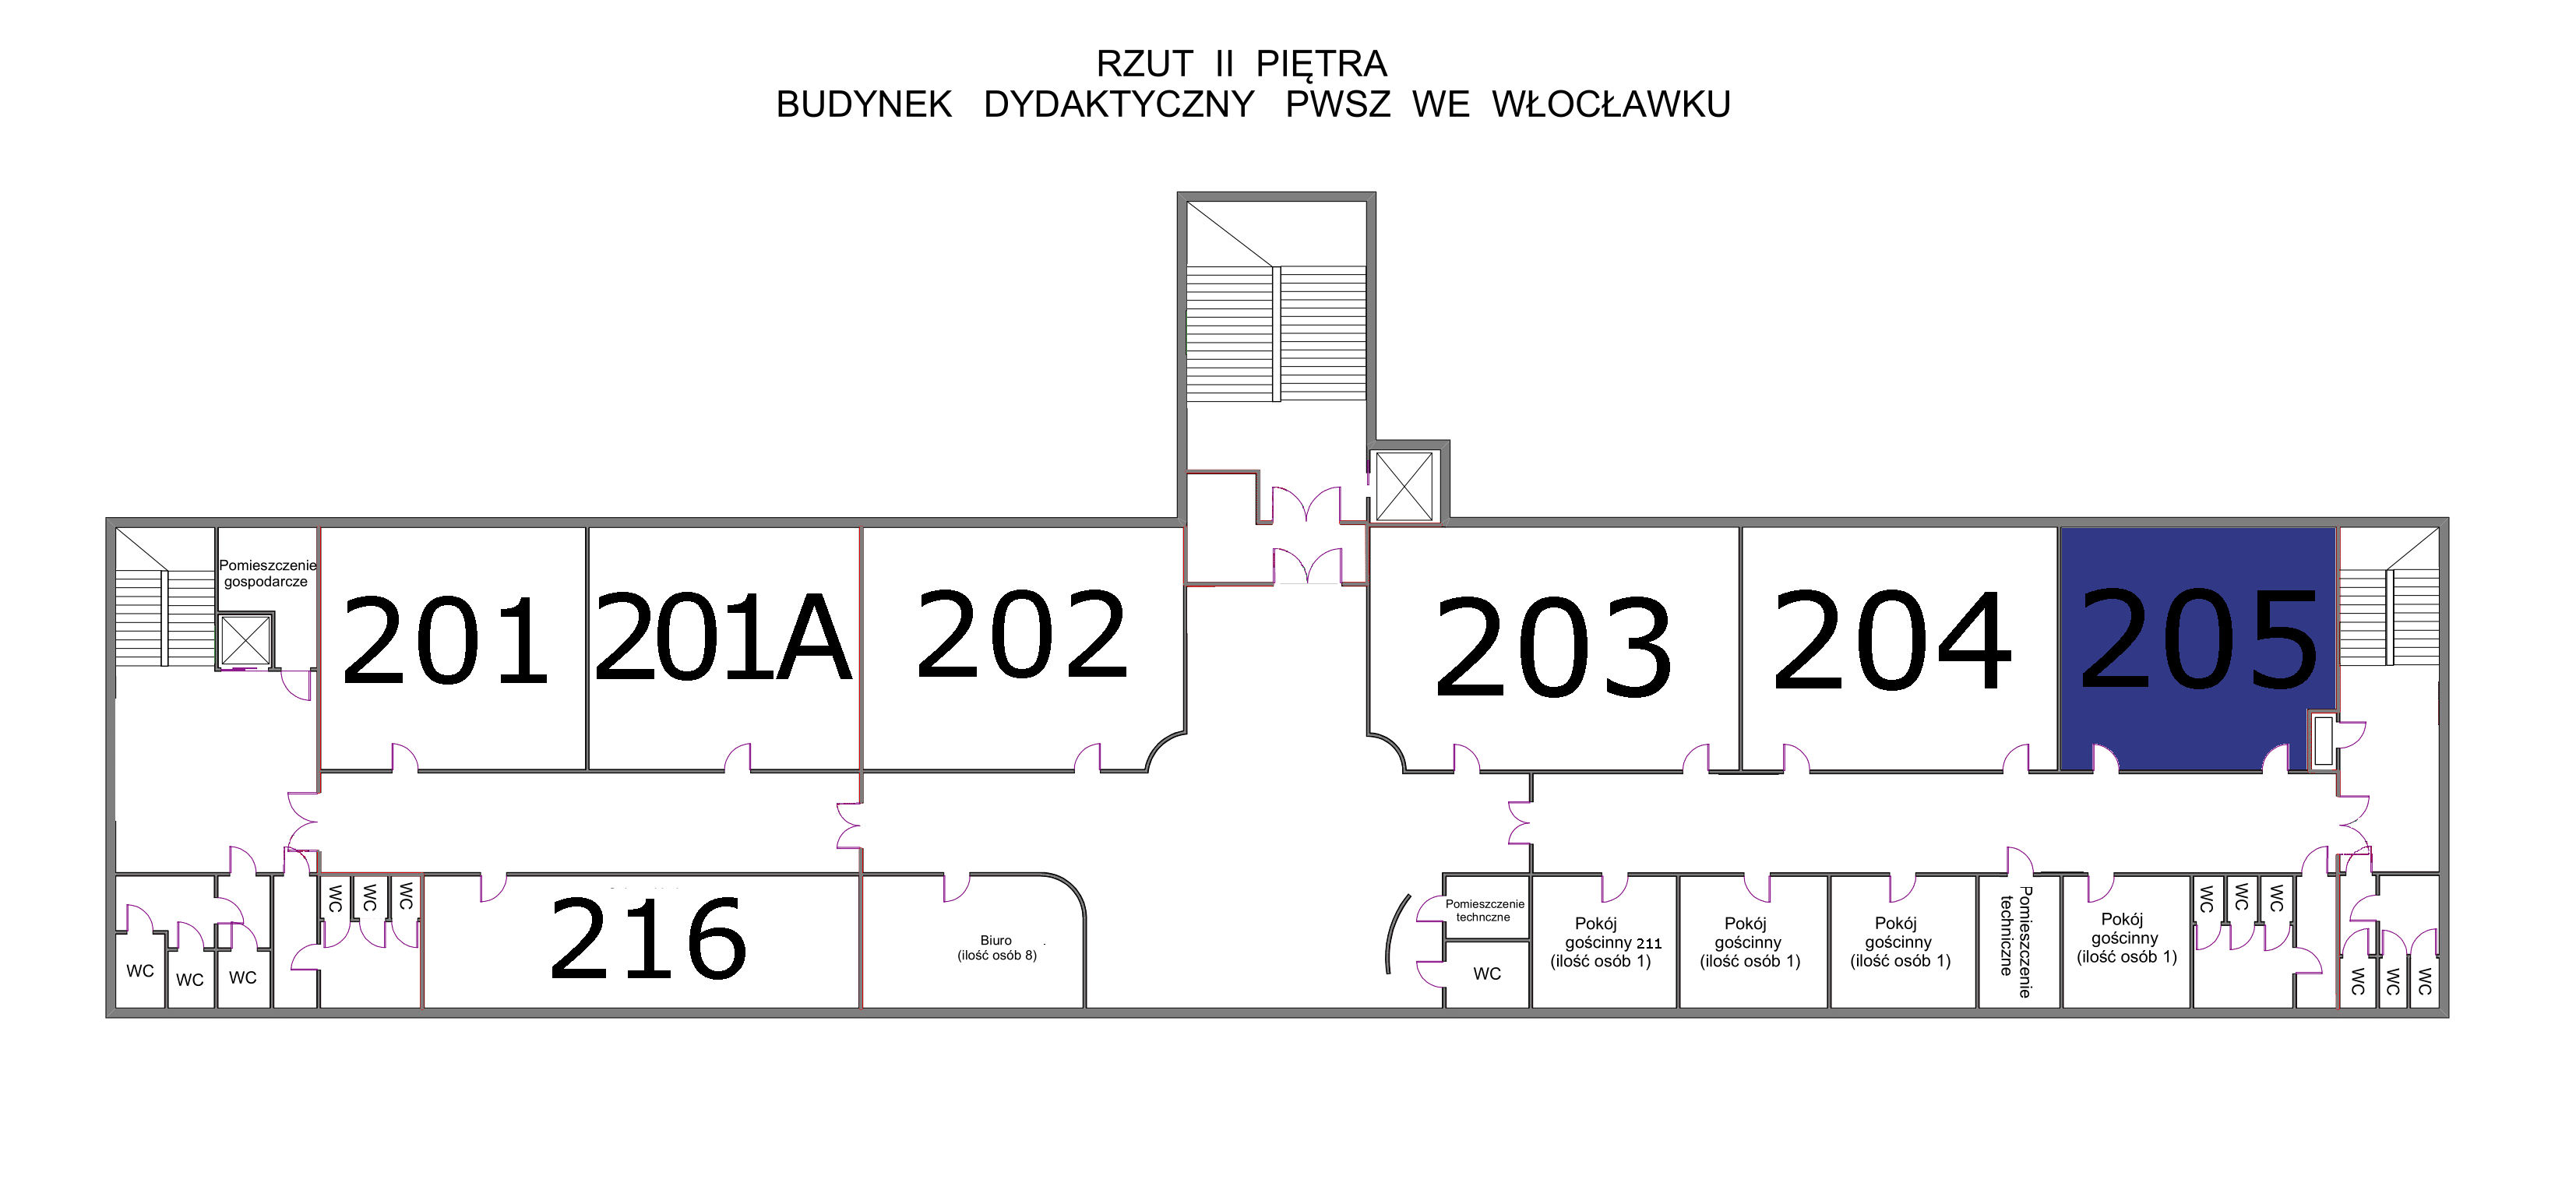 RZUT II PIĘTRA
BUDYNEK DYDAKTYCZNY PWSZ WE WŁOCŁAWKU
Pomieszczenie
gospodarcze
201
201A
202
203
204
205
WC
WC
WC
WC
WC
WC
216
Biuro
(ilość osób 8)
Pomieszczenie
technczne
WC
Pokój
gościnny 211
(ilość osób 1)
Pokój
gościnny
(ilość osób 1)
Pokój
gościnny
(ilość osób 1)
Pomieszczenie
techniczne
Pokój
gościnny
(ilość osób 1)
WC
WC
WC
WC
WC
WC